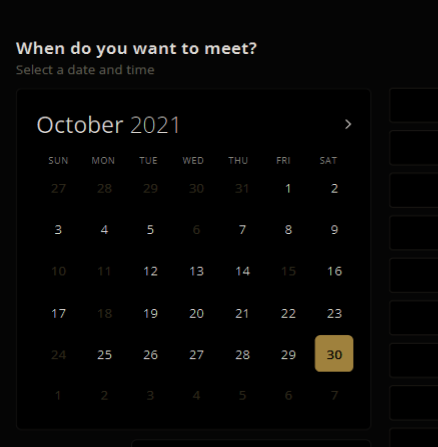 When do you want to meet?
Select a date and time
October 2021
SUN MON TUE WED THU FRI SAT
27 28 29 30 31 1 2
3 4 5 6 7 8 9
10 11 12 13 14 15 16
17 18 19 20 21 22 23
24 25 26 27 28 29 30
1 2 3 4 5 6 7